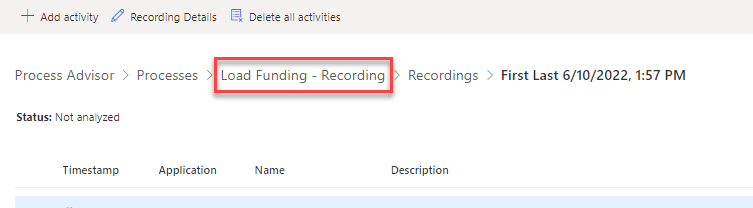 Add activity Recording Details Delete all activities
Process Advisor > Processes > Load Funding - Recording > Recordings > First Last 6/10/2022, 1:57 PM
Status: Not analyzed
Timestamp Application Name Description